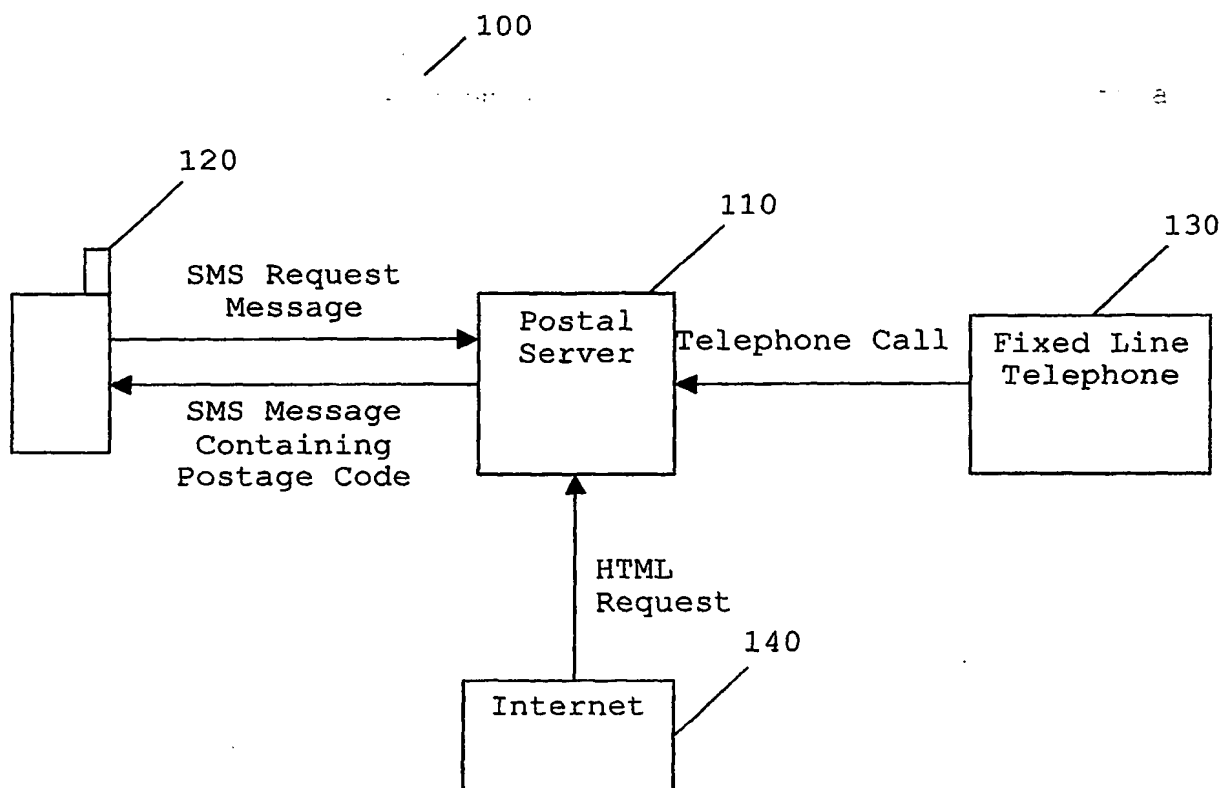 100
a
120
110
130
SMS Request
Message
Postal
Server
Telephone Call
Fixed Line
Telephone
SMS Message
Containing
Postage Code
HTML
Request
140
Internet